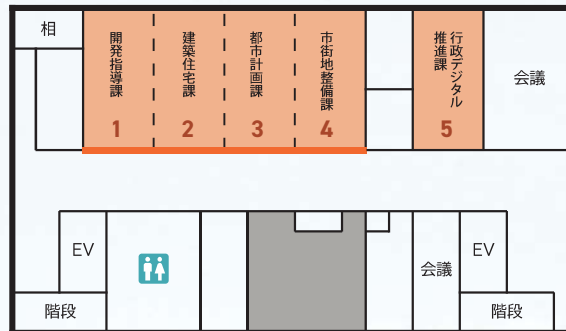 相
開発指導課
1
建築住宅課
2
都市計画課
3
市街地整備課
4
行政デジタル
推進課
5
会議
EV
階段
会議
EV
階段